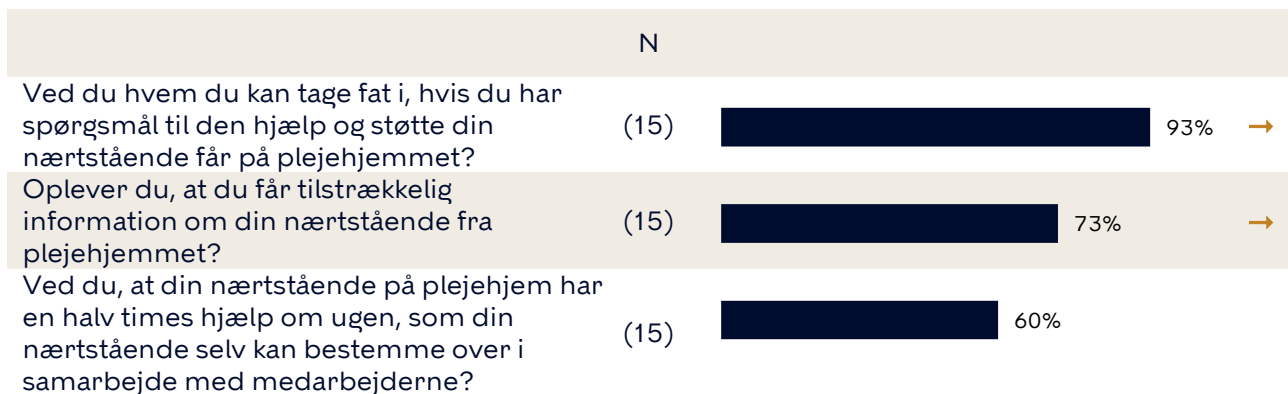 N
Ved du hvem du kan tage fat i, hvis du har
spørgsmål til den hjælp og støtte din
nærtstående får på plejehjemmet?
(15)
93% →
Oplever du, at du får tilstrækkelig
information om din nærtstående fra
plejehjemmet?
(15)
73% →
Ved du, at din nærtstående på plejehjem har
en halv times hjælp om ugen, som din
nærtstående selv kan bestemme over i
samarbejde med medarbejderne?
(15)
60%